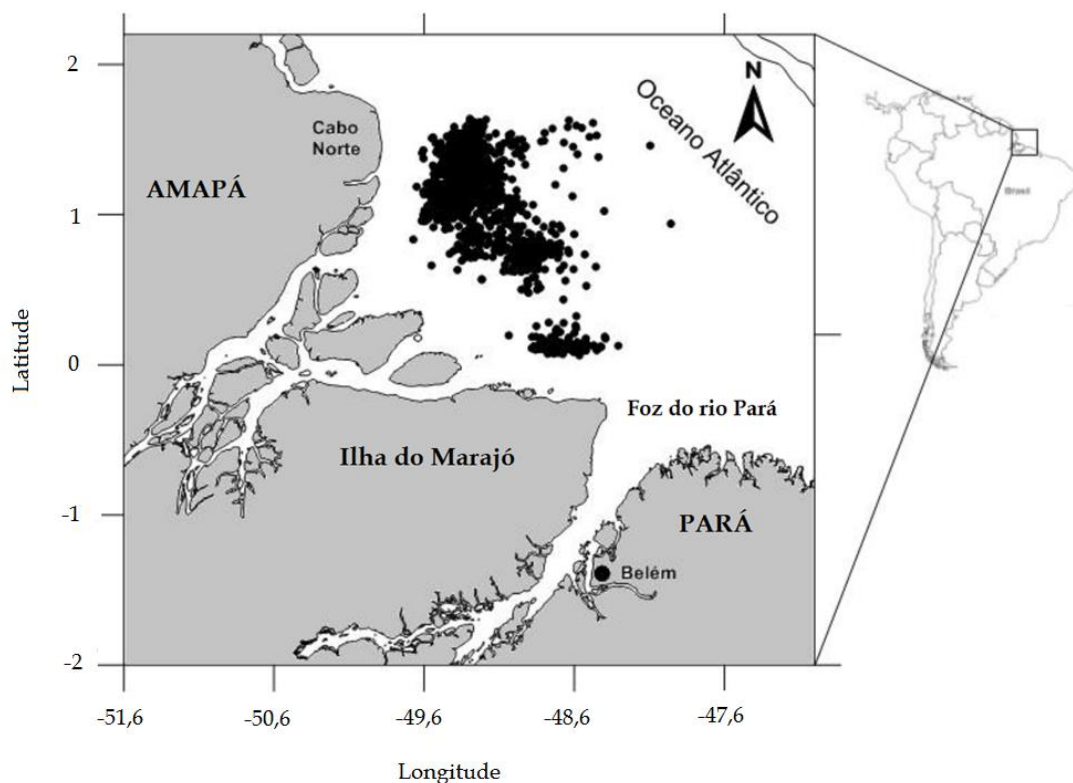 2
1
0
-1
-2
Latitude
Cabo
Norte
AMAPÁ
N
Oceano Atlântico
Foz do rio Pará
Ilha do Marajó
PARÁ
Belém
Brasil
-51,6
-50,6
-49,6
-48,6
-47,6
Longitude